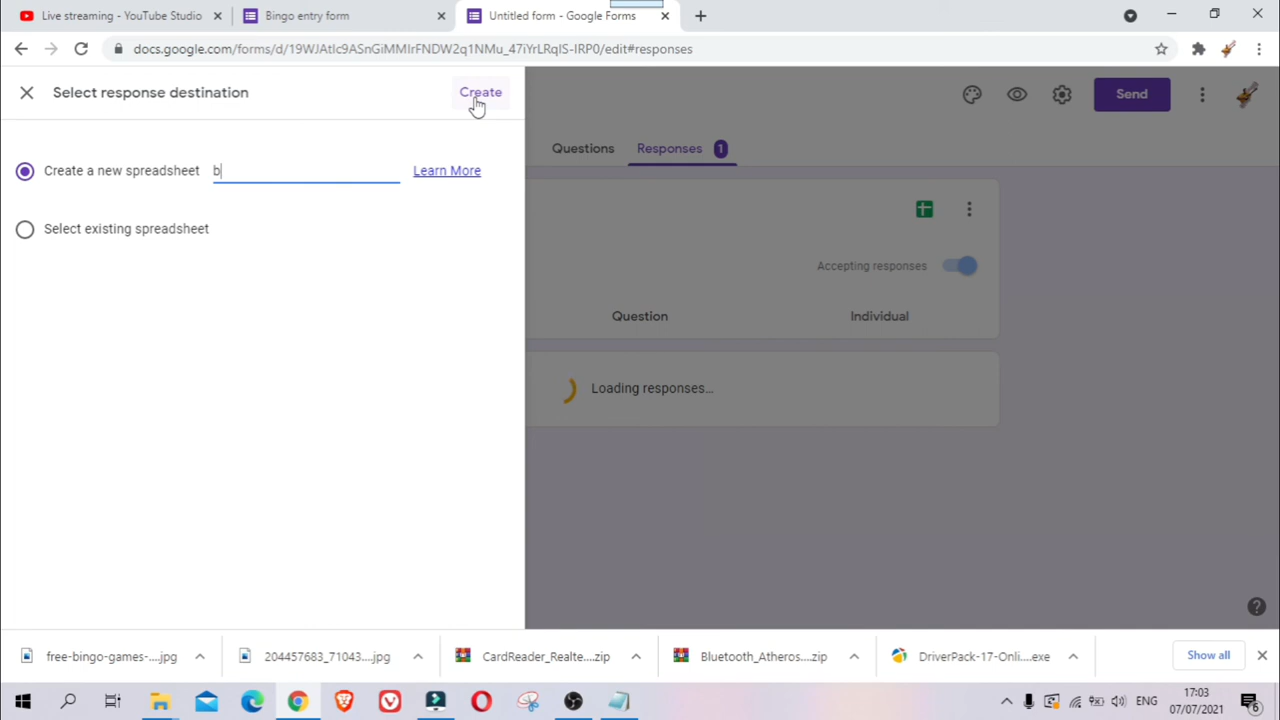 Live streaming - YouTube Studio
Bingo entry form
Untitled form - Google Forms
docs.google.com/forms/d/19WJAtIc9ASnGiMMIrFNDW2q1NMu_47iYrLRqIS-IRP0/edit#responses
Select response destination
Create
Send
Questions
Responses
1
Create a new spreadsheet
b
Learn More
Select existing spreadsheet
Accepting responses
Question
Individual
Loading responses...
free-bingo-games-....jpg
204457683_71043....jpg
CardReader_Realte....zip
Bluetooth_Atheros....zip
DriverPack-17-Onli....exe
Show all
ENG
17:03
07/07/2021
6